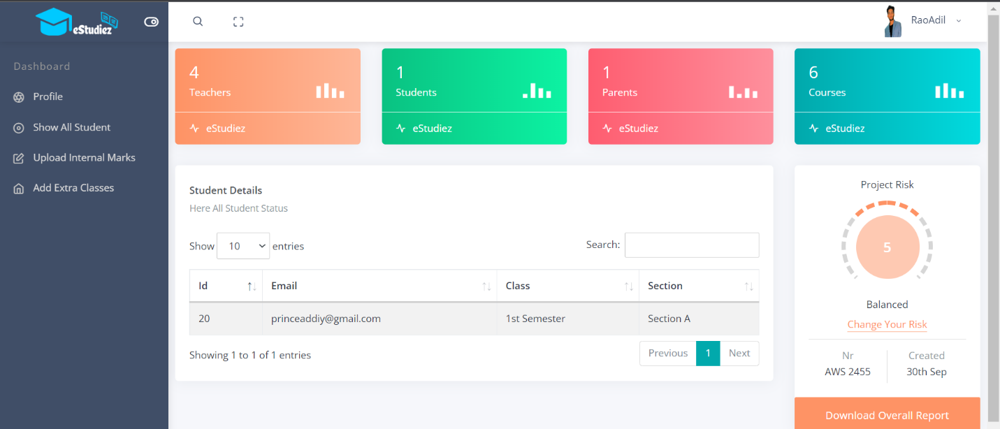 eStudiez
RaoAdil
Dashboard
Profile
Show All Student
Upload Internal Marks
Add Extra Classes
4
Teachers
eStudiez
1
Students
eStudiez
1
Parents
eStudiez
6
Courses
eStudiez
Student Details
Here All Student Status
Show 10 entries
Search:
Id Email Class Section
20 princeaddiy@gmail.com 1st Semester Section A
Showing 1 to 1 of 1 entries
Previous 1 Next
Project Risk
5
Balanced
Change Your Risk
Nr Created
AWS 2455 30th Sep
Download Overall Report